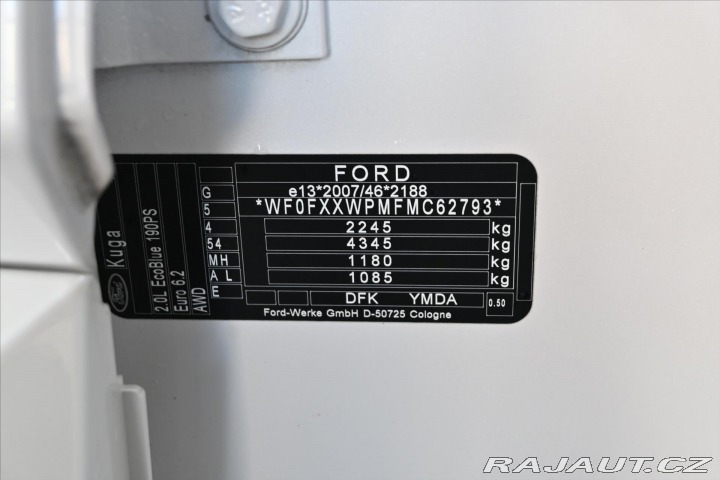 FORD
e13*2007/46*2188
*WF0FXXWPMFMC62793*
2245 kg
4345 kg
1180 kg
1085 kg
G
5
4
54
MH
A L
E
DFK YMDA 0.50
Ford-Werke GmbH D-50725 Cologne
Ford
Kuga
2.0L EcoBlue 190PS
Euro 6.2
AWD
RAJAUT.CZ